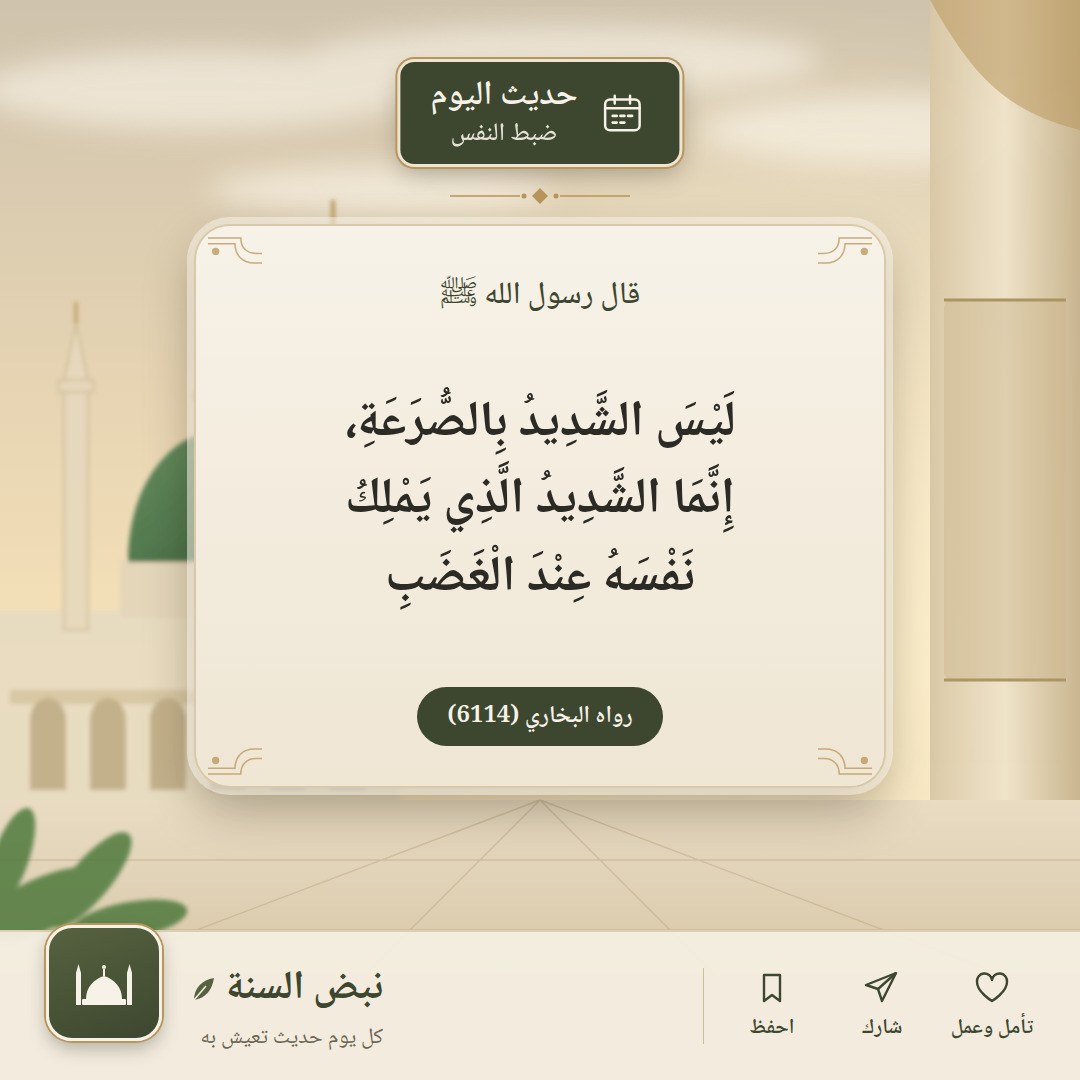 حديث اليوم
ضبط النفس
قال رسول الله ﷺ
لَيْسَ الشَّدِيدُ بِالصُّرَعَةِ،
إِنَّمَا الشَّدِيدُ الَّذِي يَمْلِكُ
نَفْسَهُ عِنْدَ الْغَضَبِ
رواه البخاري (6114)
تأمل وعمل
شارك
احفظ
نبض السنة
كل يوم حديث تعيش به